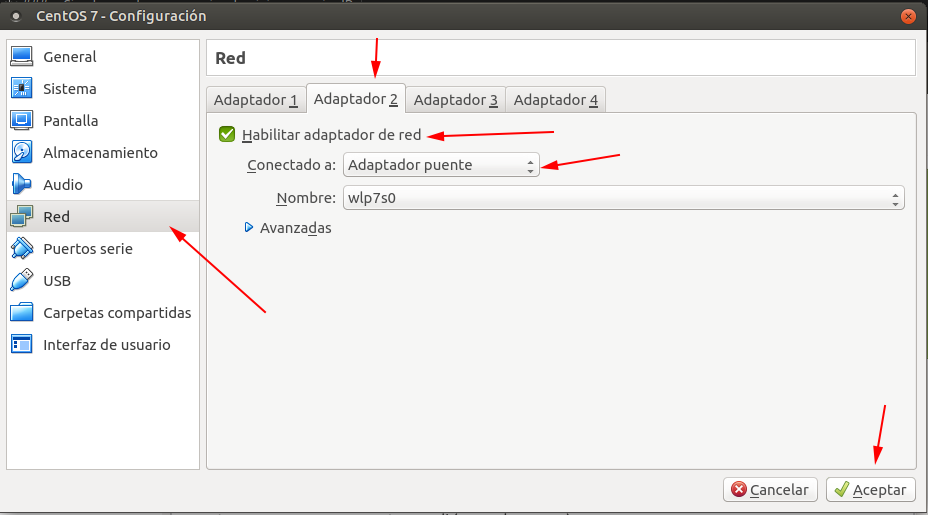 CentOS 7 - Configuración
General
Sistema
Pantalla
Almacenamiento
Audio
Red
Puertos serie
USB
Carpetas compartidas
Interfaz de usuario
Red
Adaptador 1 Adaptador 2 Adaptador 3 Adaptador 4
Habilitar adaptador de red
Conectado a: Adaptador puente
Nombre: wlp7s0
Avanzadas
Cancelar Aceptar